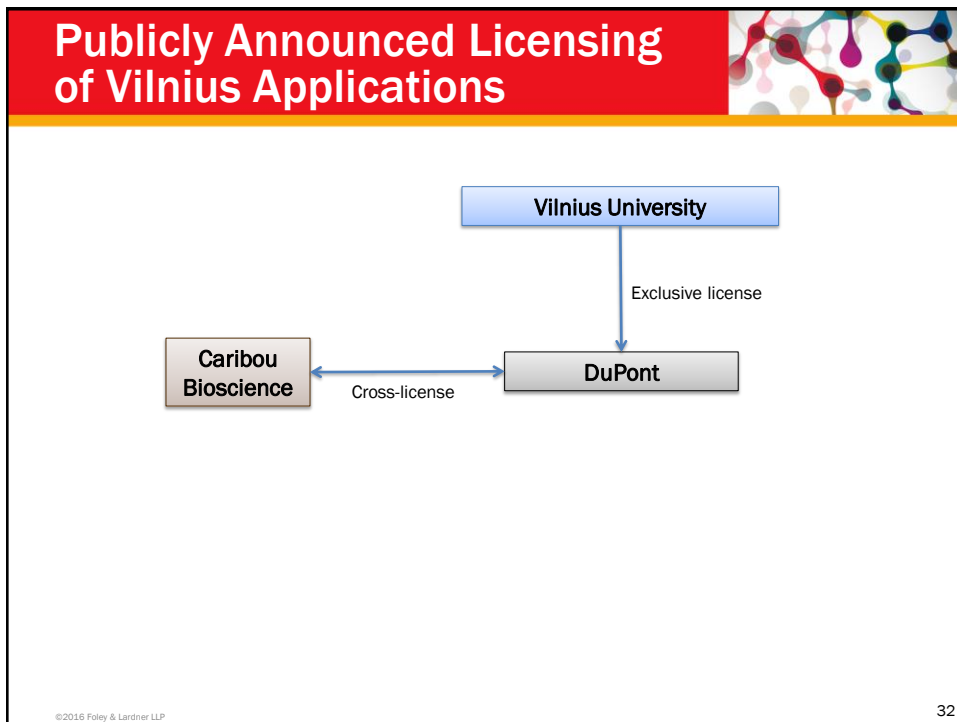 Publicly Announced Licensing
of Vilnius Applications
Vilnius University
Exclusive license
Caribou
Bioscience
Cross-license
DuPont
©2016 Foley & Lardner LLP
32